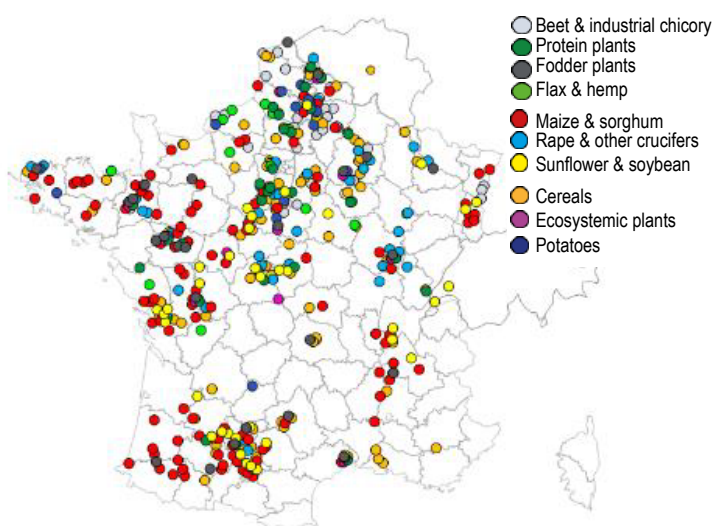 Beet & industrial chicory
Protein plants
Fodder plants
Flax & hemp
Maize & sorghum
Rape & other crucifers
Sunflower & soybean
Cereals
Ecosystemic plants
Potatoes